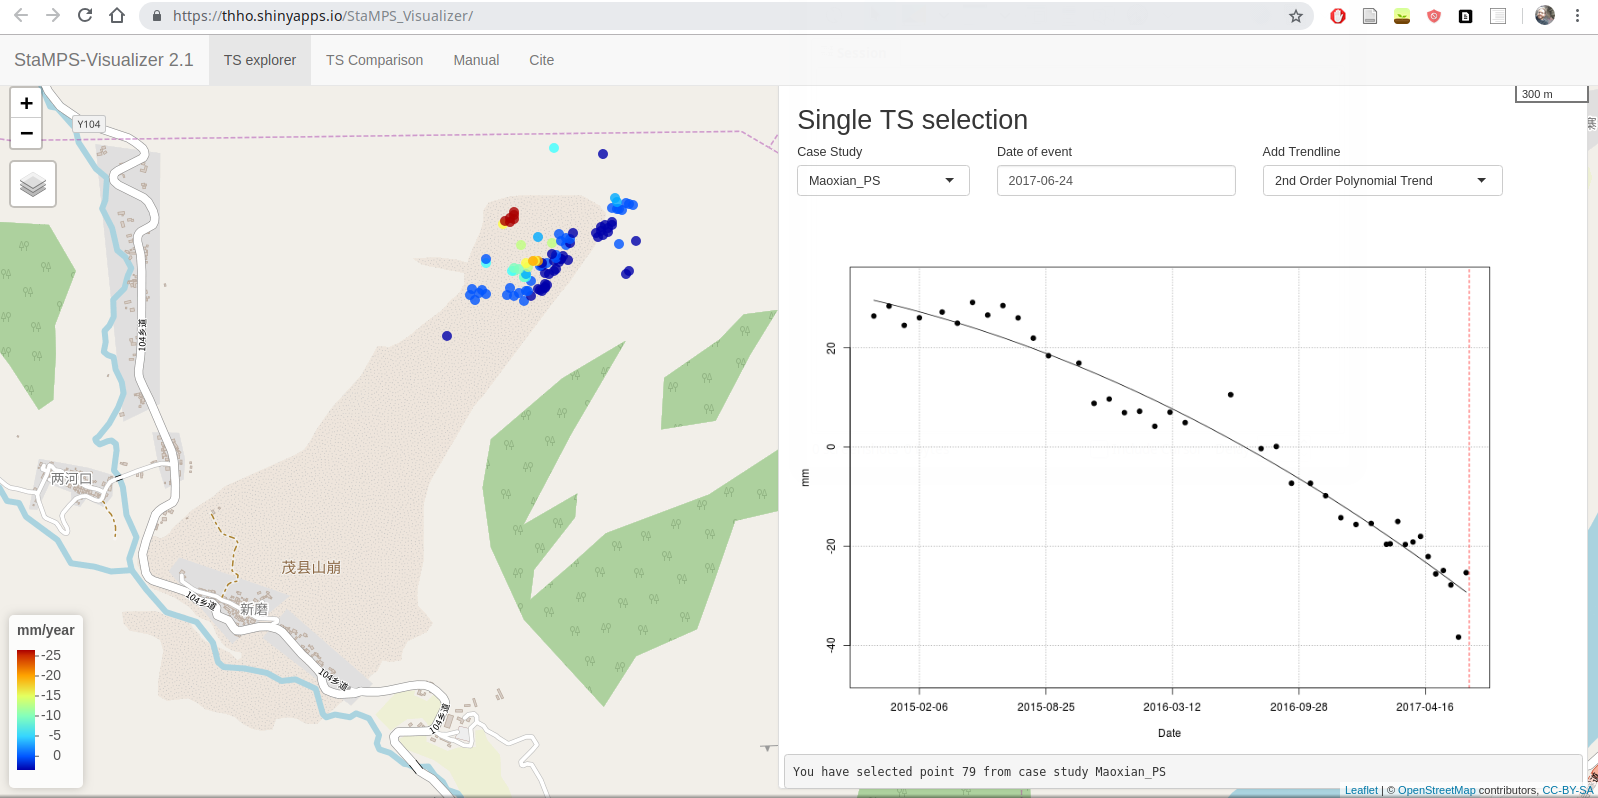 https://thho.shinyapps.io/StaMPS_Visualizer/
StaMPS-Visualizer 2.1
TS explorer
TS Comparison
Manual
Cite
+
−
Y104
104乡道
两河口
茂县山崩
新磨
104乡道
104乡道
104乡道
mm/year
-25
-20
-15
-10
-5
0
300 m
Single TS selection
Case Study
Date of event
Add Trendline
Maoxian_PS
2017-06-24
2nd Order Polynomial Trend
20
0
-20
-40
mm
2015-02-06
2015-08-25
2016-03-12
2016-09-28
2017-04-16
Date
You have selected point 79 from case study Maoxian_PS
Leaflet | © OpenStreetMap contributors, CC-BY-SA